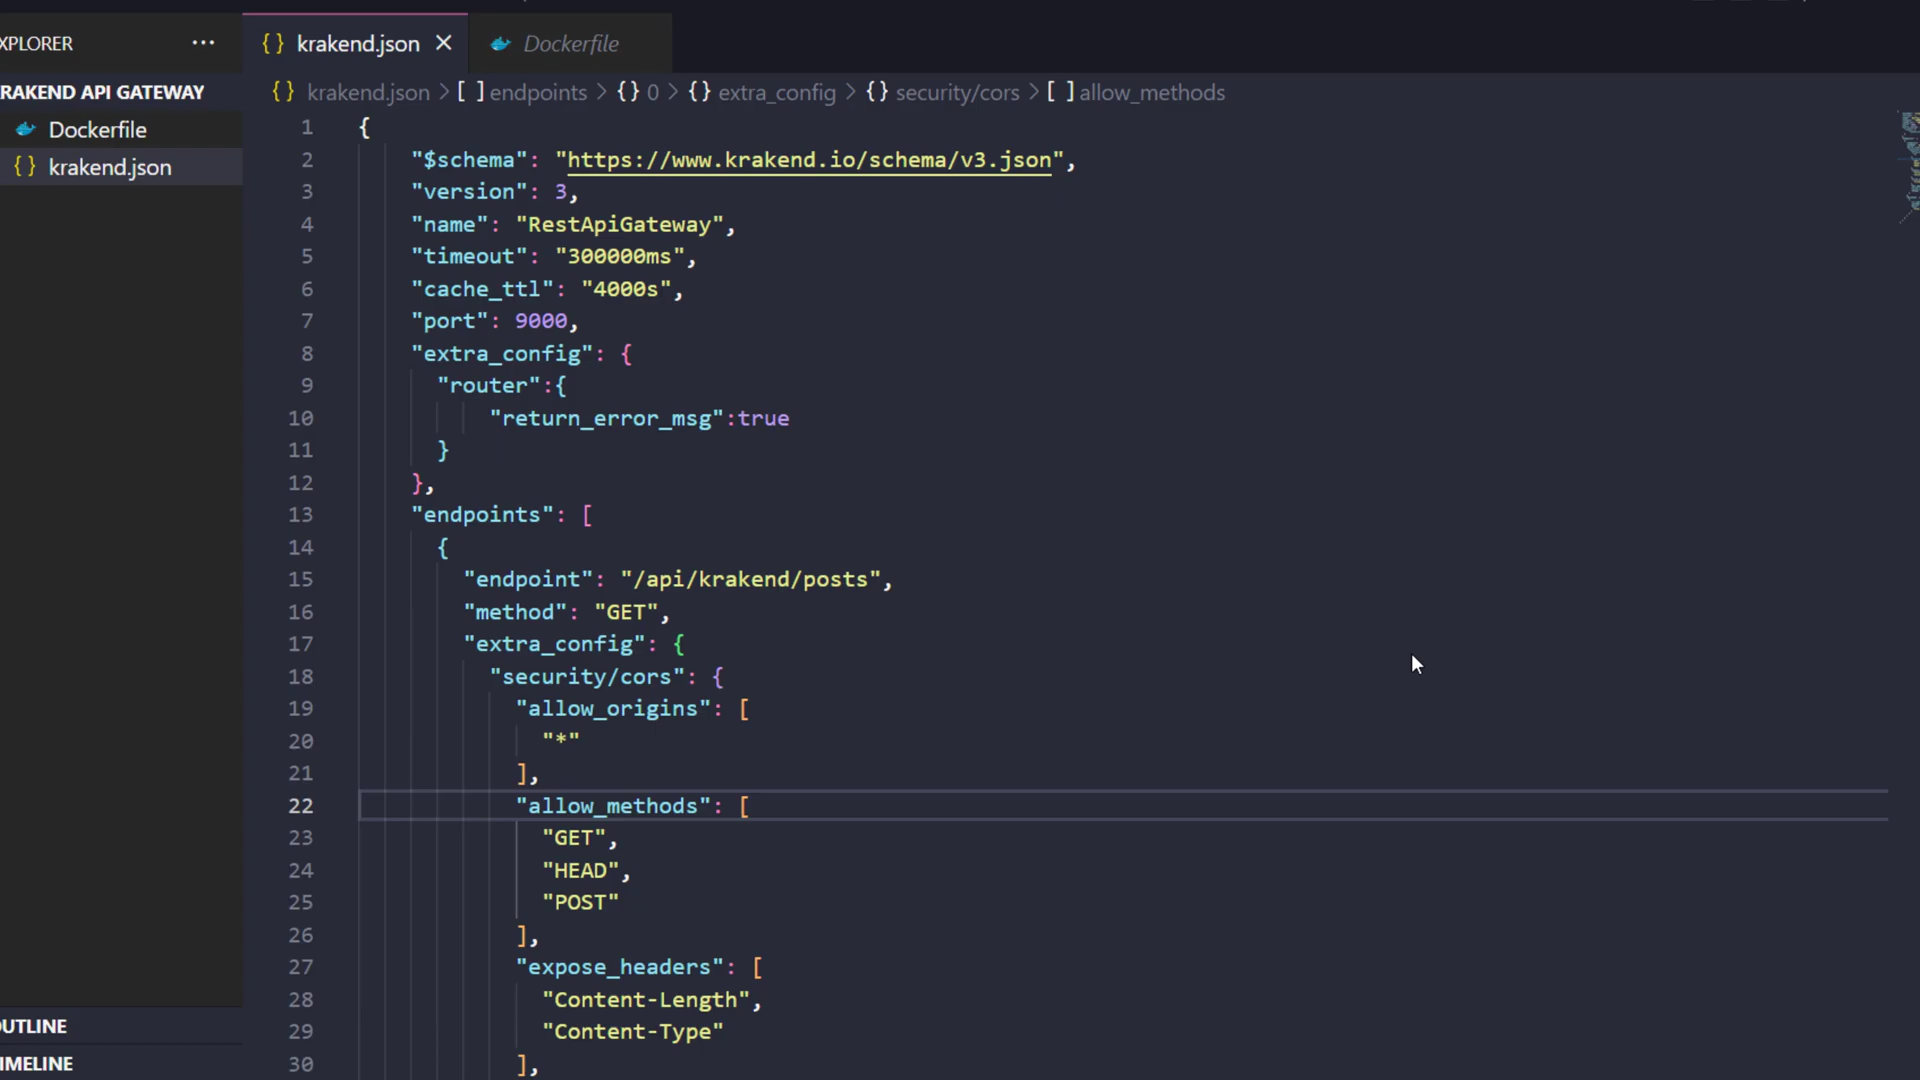 XPLORER ···
{} krakend.json ×
Dockerfile
RAKEND API GATEWAY
Dockerfile
{} krakend.json
OUTLINE
IMELINE
{} krakend.json > [ ] endpoints > {} 0 > {} extra_config > {} security/cors > [ ] allow_methods
1 {
2 "$schema": "https://www.krakend.io/schema/v3.json",
3 "version": 3,
4 "name": "RestApiGateway",
5 "timeout": "300000ms",
6 "cache_ttl": "4000s",
7 "port": 9000,
8 "extra_config": {
9 "router":{
10 "return_error_msg":true
11 }
12 },
13 "endpoints": [
14 {
15 "endpoint": "/api/krakend/posts",
16 "method": "GET",
17 "extra_config": {
18 "security/cors": {
19 "allow_origins": [
20 "*"
21 ],
22 "allow_methods": [
23 "GET",
24 "HEAD",
25 "POST"
26 ],
27 "expose_headers": [
28 "Content-Length",
29 "Content-Type"
30 ],